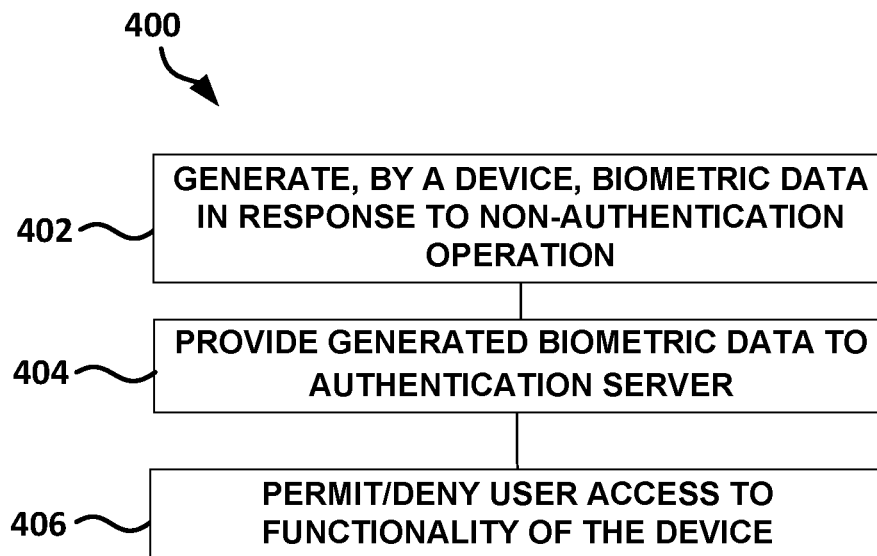 400
402
GENERATE, BY A DEVICE, BIOMETRIC DATA
IN RESPONSE TO NON-AUTHENTICATION
OPERATION
404
PROVIDE GENERATED BIOMETRIC DATA TO
AUTHENTICATION SERVER
406
PERMIT/DENY USER ACCESS TO
FUNCTIONALITY OF THE DEVICE